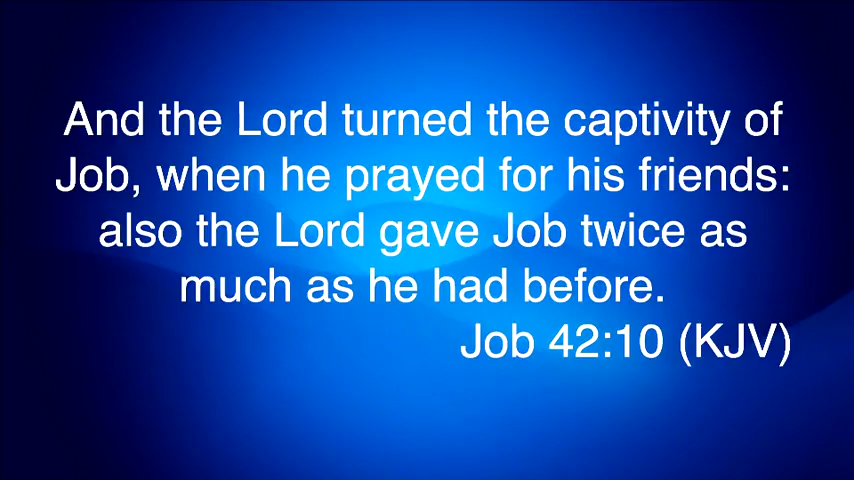 And the Lord turned the captivity of
Job, when he prayed for his friends:
also the Lord gave Job twice as
much as he had before.
Job 42:10 (KJV)